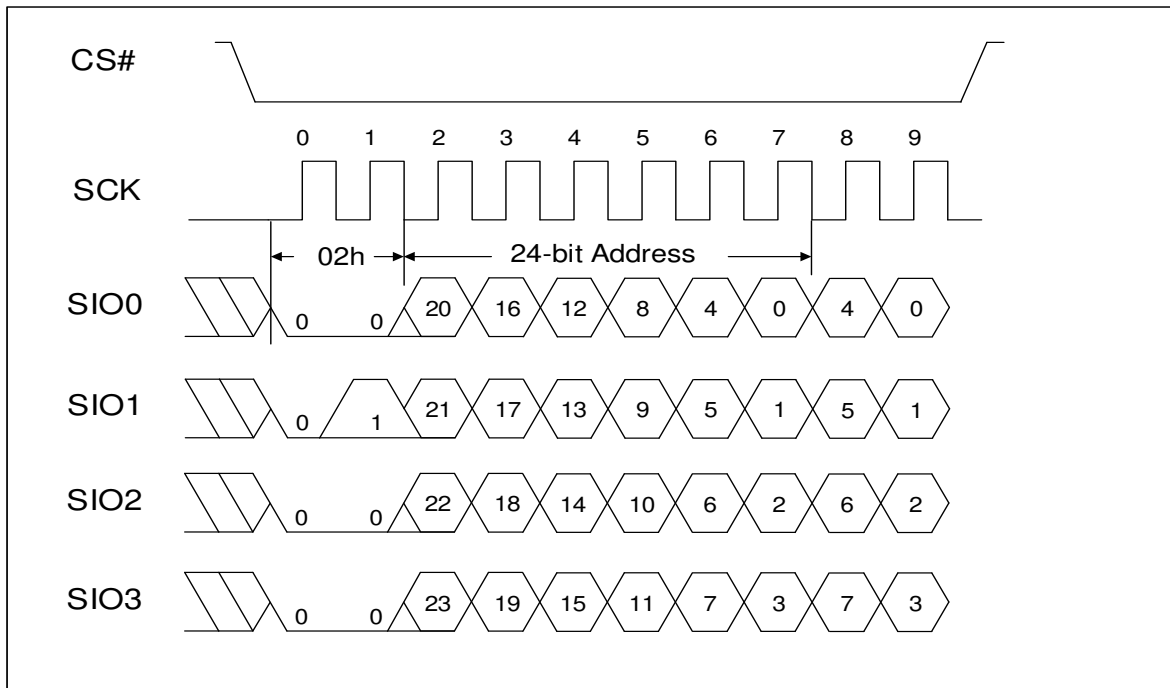 CS#
0 1 2 3 4 5 6 7 8 9
SCK
02h 24-bit Address
SIO0 0 0 20 16 12 8 4 0 4 0
SIO1 0 1 21 17 13 9 5 1 5 1
SIO2 0 0 22 18 14 10 6 2 6 2
SIO3 0 0 23 19 15 11 7 3 7 3